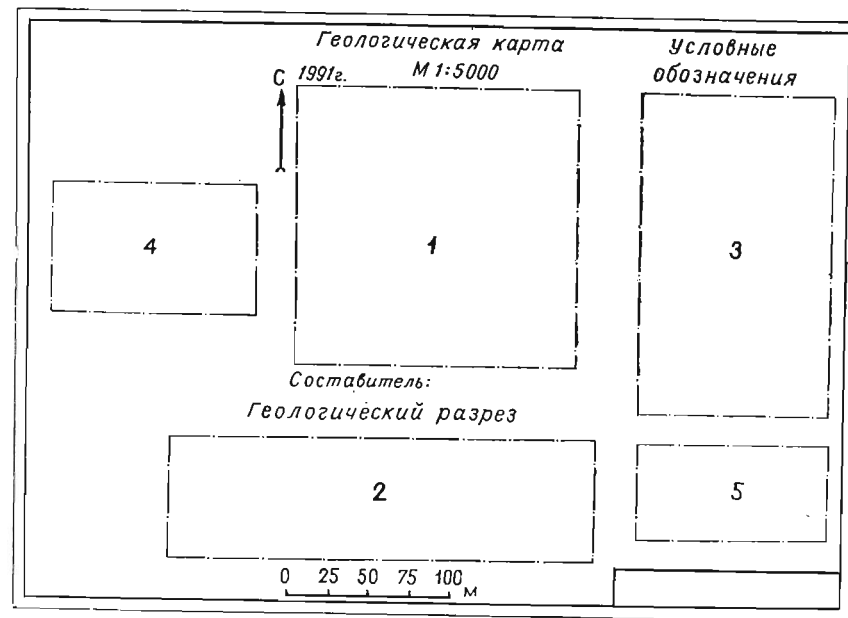 Геологическая карта
С 1991г. М 1:5000
Условные
обозначения
4
1
3
Составитель:
Геологический разрез
2
5
0 25 50 75 100
м